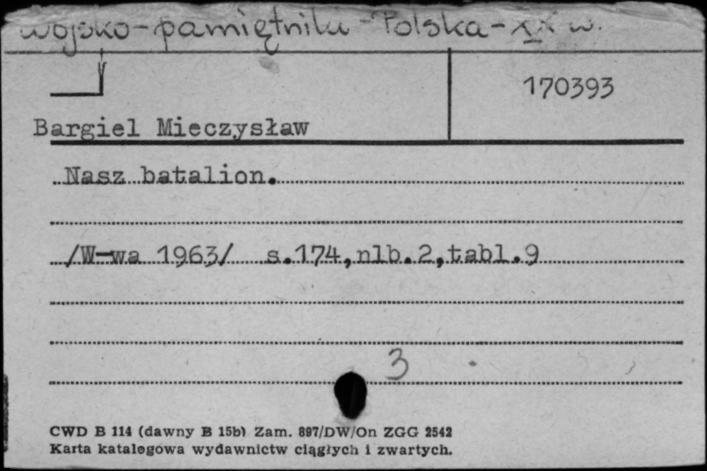 wojsko-pamiętniki-Polska-XX w.
170393
Bargiel Mieczysław
Nasz batalion.
/W-wa 1963/ s.174,nlb.2,tabl.9
3
CWD B 114 (dawny B 15b) Zam. 897/DW/On ZGG 2542
Karta katalogowa wydawnictw ciągłych i zwartych.